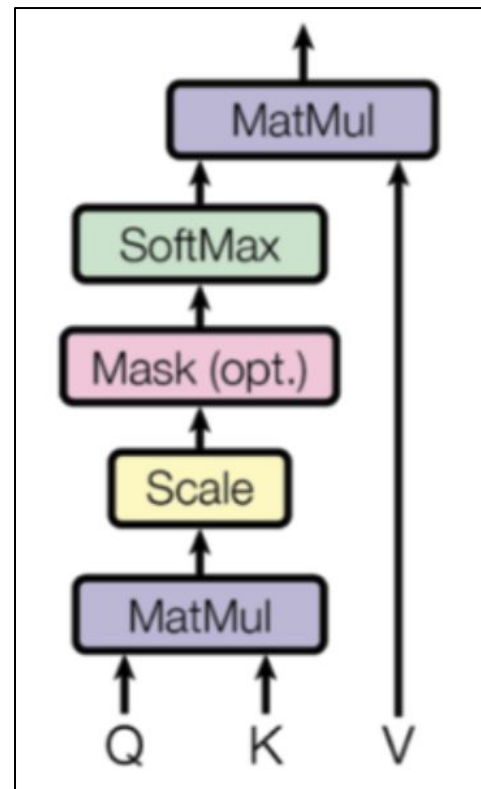 MatMul
SoftMax
Mask (opt.)
Scale
MatMul
Q K V